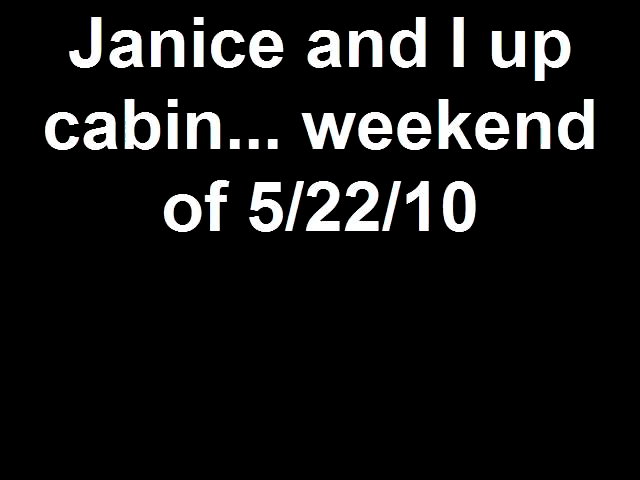 Janice and I up
cabin... weekend
of 5/22/10